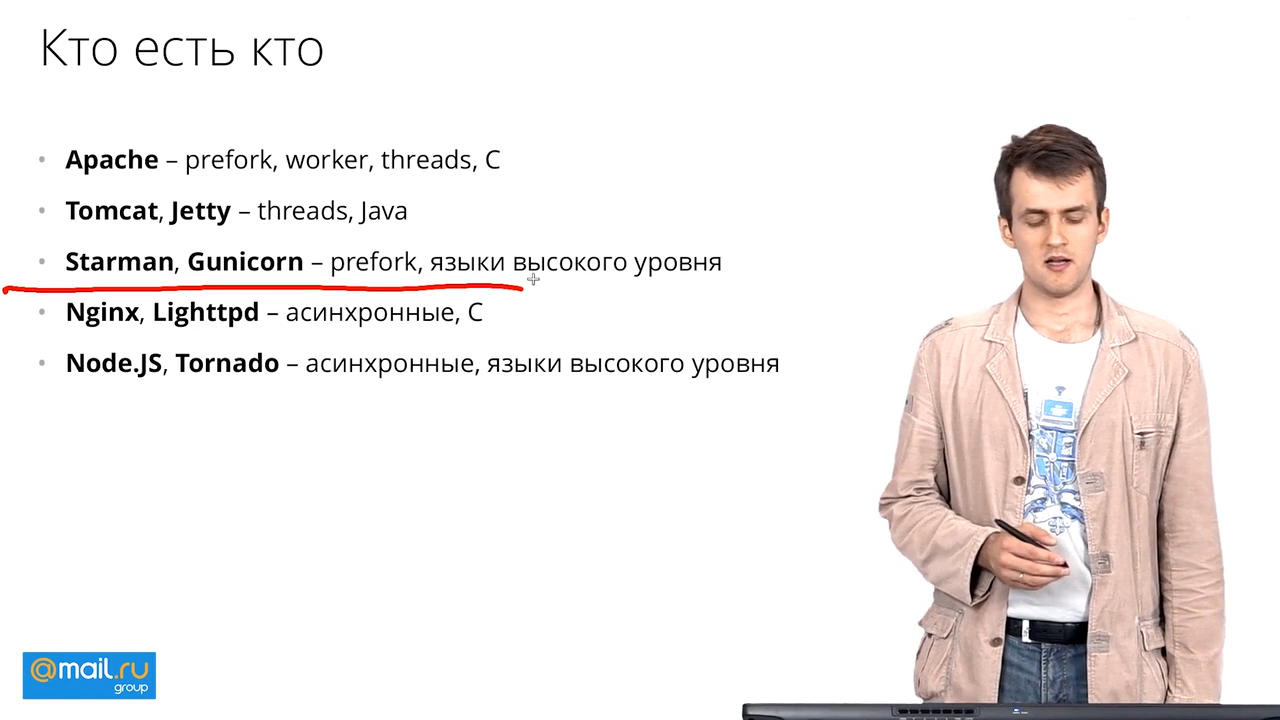 Кто есть кто
• Apache – prefork, worker, threads, C
• Tomcat, Jetty – threads, Java
• Starman, Gunicorn – prefork, языки высокого уровня
• Nginx, Lighttpd – асинхронные, C
• Node.JS, Tornado – асинхронные, языки высокого уровня
@mail.ru
group